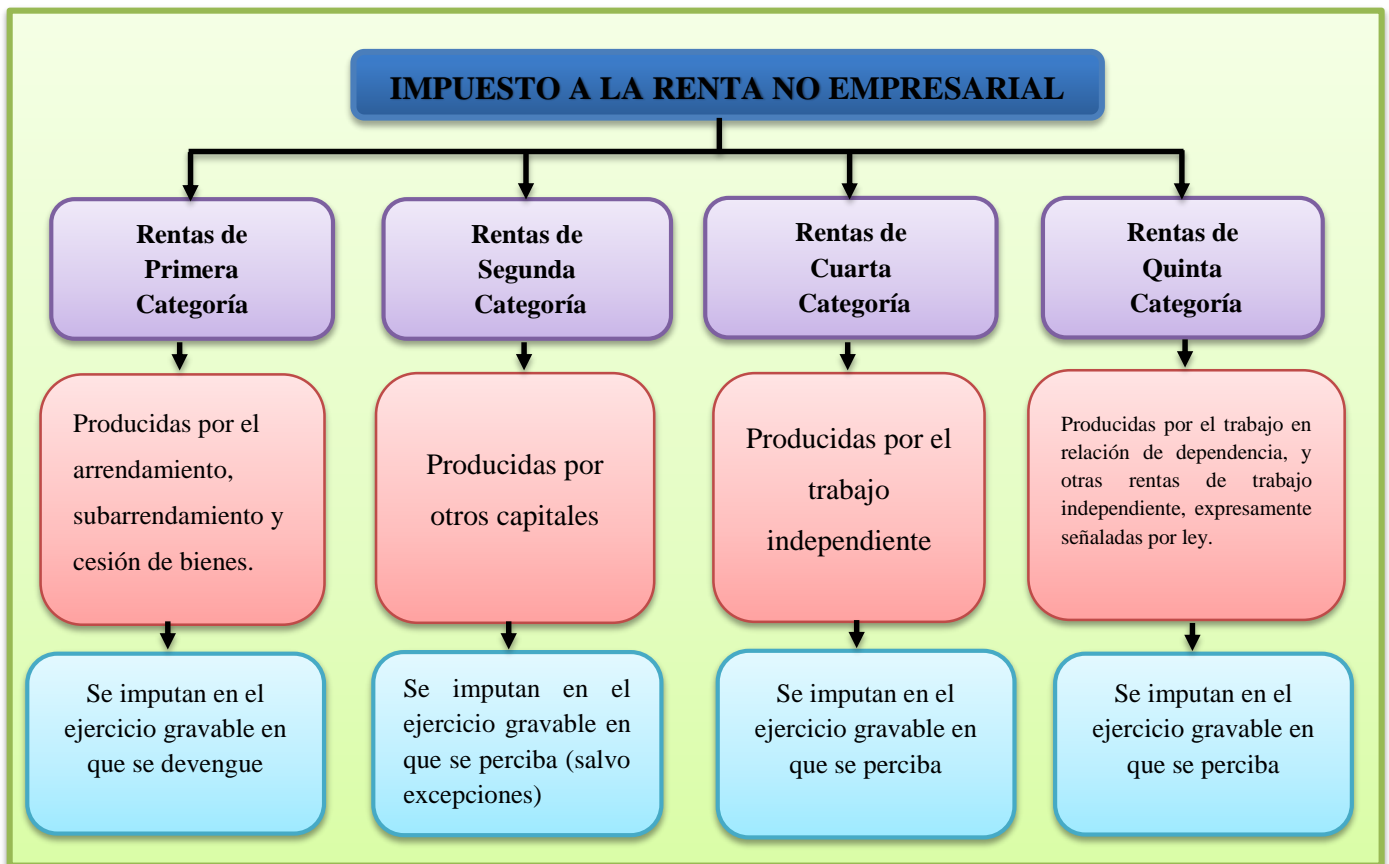 IMPUESTO A LA RENTA NO EMPRESARIAL
Rentas de
Primera
Categoría
Rentas de
Segunda
Categoría
Rentas de
Cuarta
Categoría
Rentas de
Quinta
Categoría
Producidas por el
arrendamiento,
subarrendamiento y
cesión de bienes.
Producidas por
otros capitales
Producidas por el
trabajo
independiente
Producidas por el trabajo en
relación de dependencia, y
otras rentas de trabajo
independiente, expresamente
señaladas por ley.
Se imputan en el
ejercicio gravable en
que se devengue
Se imputan en el
ejercicio gravable en
que se perciba (salvo
excepciones)
Se imputan en el
ejercicio gravable en
que se perciba
Se imputan en el
ejercicio gravable en
que se perciba